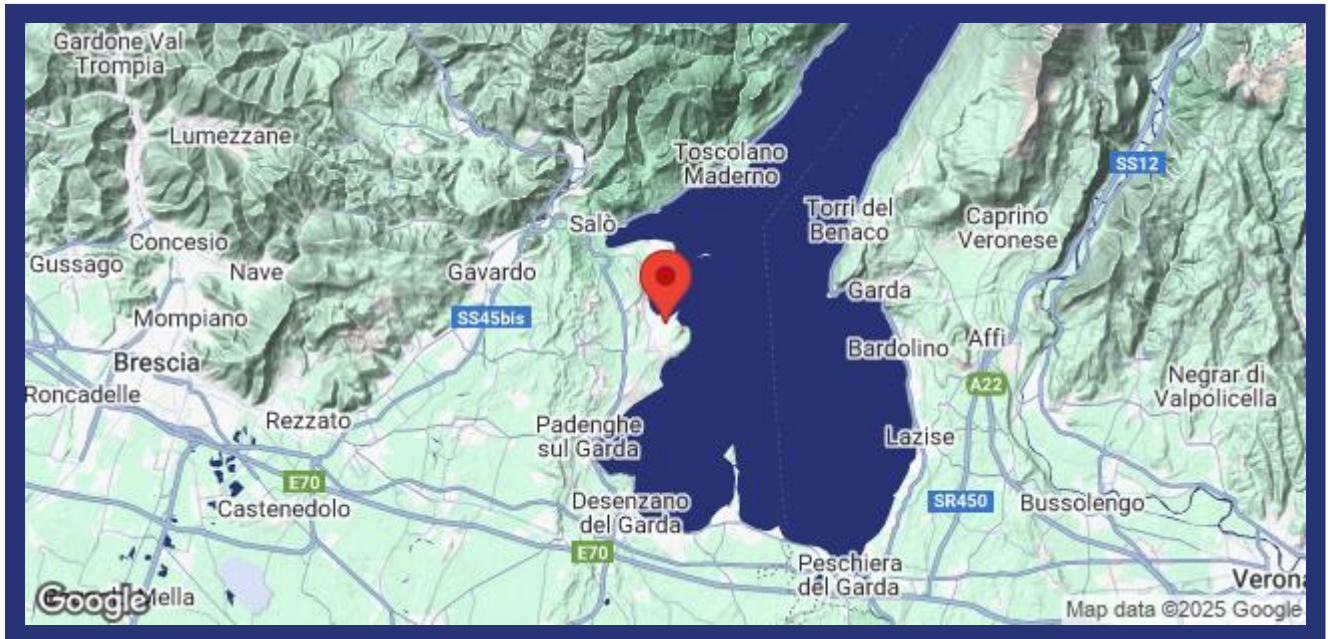 Gardone Val
Trompia
Lumezzane
Toscolano
Maderno
SS12
Torri del
Benaco
Caprino
Veronese
Salò
Concesio
Gussago
Nave
Gavardo
Garda
SS45bis
Mompiano
Affi
Bardolino
Brescia
A22
Negrar di
Valpolicella
Roncadelle
Rezzato
Padenghe
sul Garda
Lazise
E70
Castenedolo
Desenzano
del Garda
SR450
Bussolengo
E70
Peschiera
del Garda
Verona
Google
Mella
Map data ©2025 Google